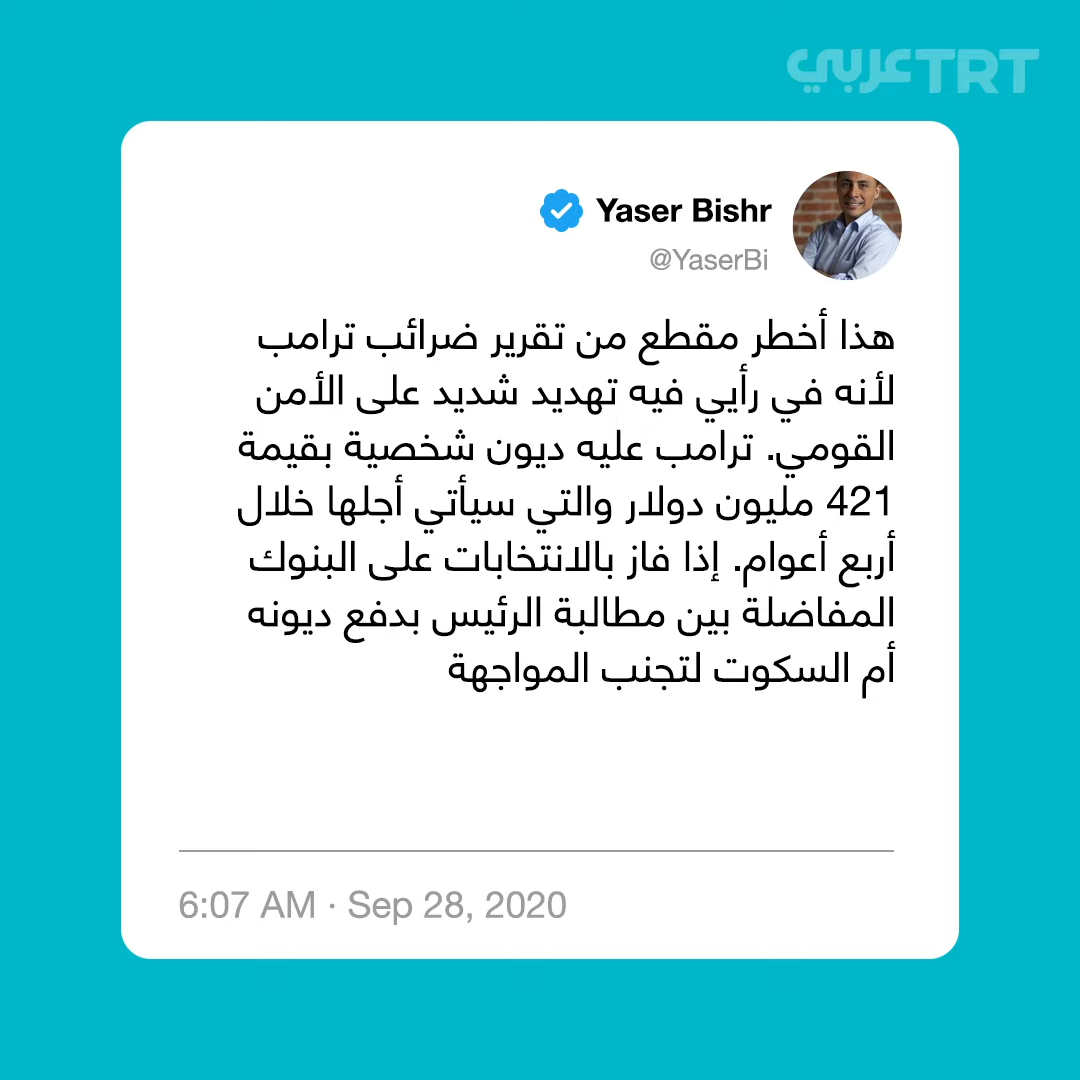 TRT عربي
Yaser Bishr
@YaserBi
هذا أخطر مقطع من تقرير ضرائب ترامب
لأنه في رأيي فيه تهديد شديد على الأمن
القومي. ترامب عليه ديون شخصية بقيمة
421 مليون دولار والتي سيأتي أجلها خلال
أربع أعوام. إذا فاز بالانتخابات على البنوك
المفاضلة بين مطالبة الرئيس بدفع ديونه
أم السكوت لتجنب المواجهة
6:07 AM · Sep 28, 2020